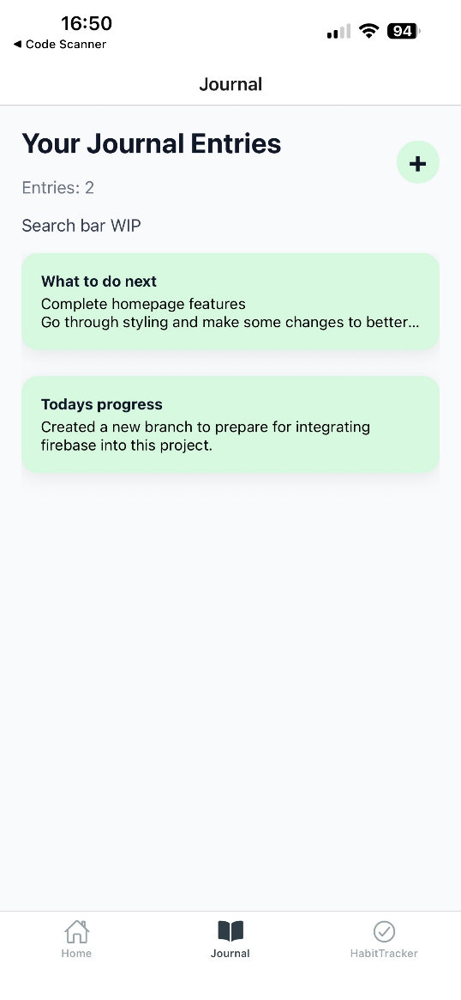 16:50
◀ Code Scanner
94
Journal
Your Journal Entries
+
Entries: 2
Search bar WIP
What to do next
Complete homepage features
Go through styling and make some changes to better...
Todays progress
Created a new branch to prepare for integrating
firebase into this project.
Home
Journal
HabitTracker